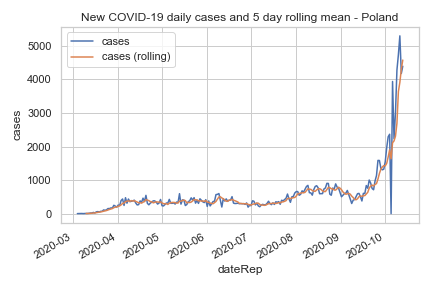 New COVID-19 daily cases and 5 day rolling mean - Poland
cases
cases (rolling)
5000
4000
3000
2000
1000
0
cases
2020-03
2020-04
2020-05
2020-06
2020-07
2020-08
2020-09
2020-10
dateRep